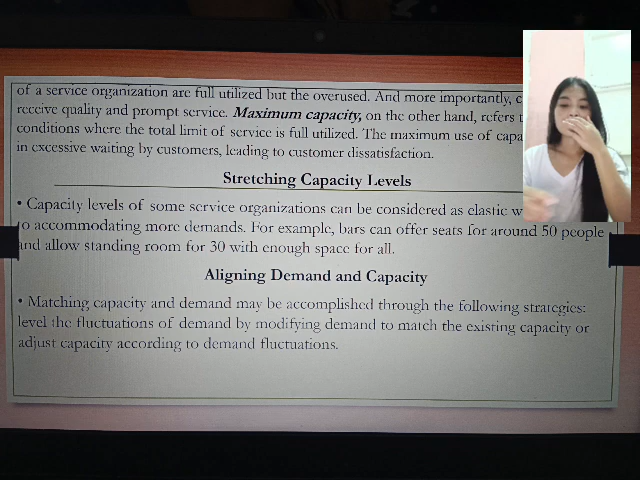 of a service organization are full utilized but the overused. And more importantly, c
receive quality and prompt service. Maximum capacity, on the other hand, refers t
conditions where the total limit of service is full utilized. The maximum use of capa
in excessive waiting by customers, leading to customer dissatisfaction.
Stretching Capacity Levels
• Capacity levels of some service organizations can be considered as elastic w
to accommodating more demands. For example, bars can offer seats for around 50 people
and allow standing room for 30 with enough space for all.
Aligning Demand and Capacity
• Matching capacity and demand may be accomplished through the following strategies:
level the fluctuations of demand by modifying demand to match the existing capacity or
adjust capacity according to demand fluctuations.